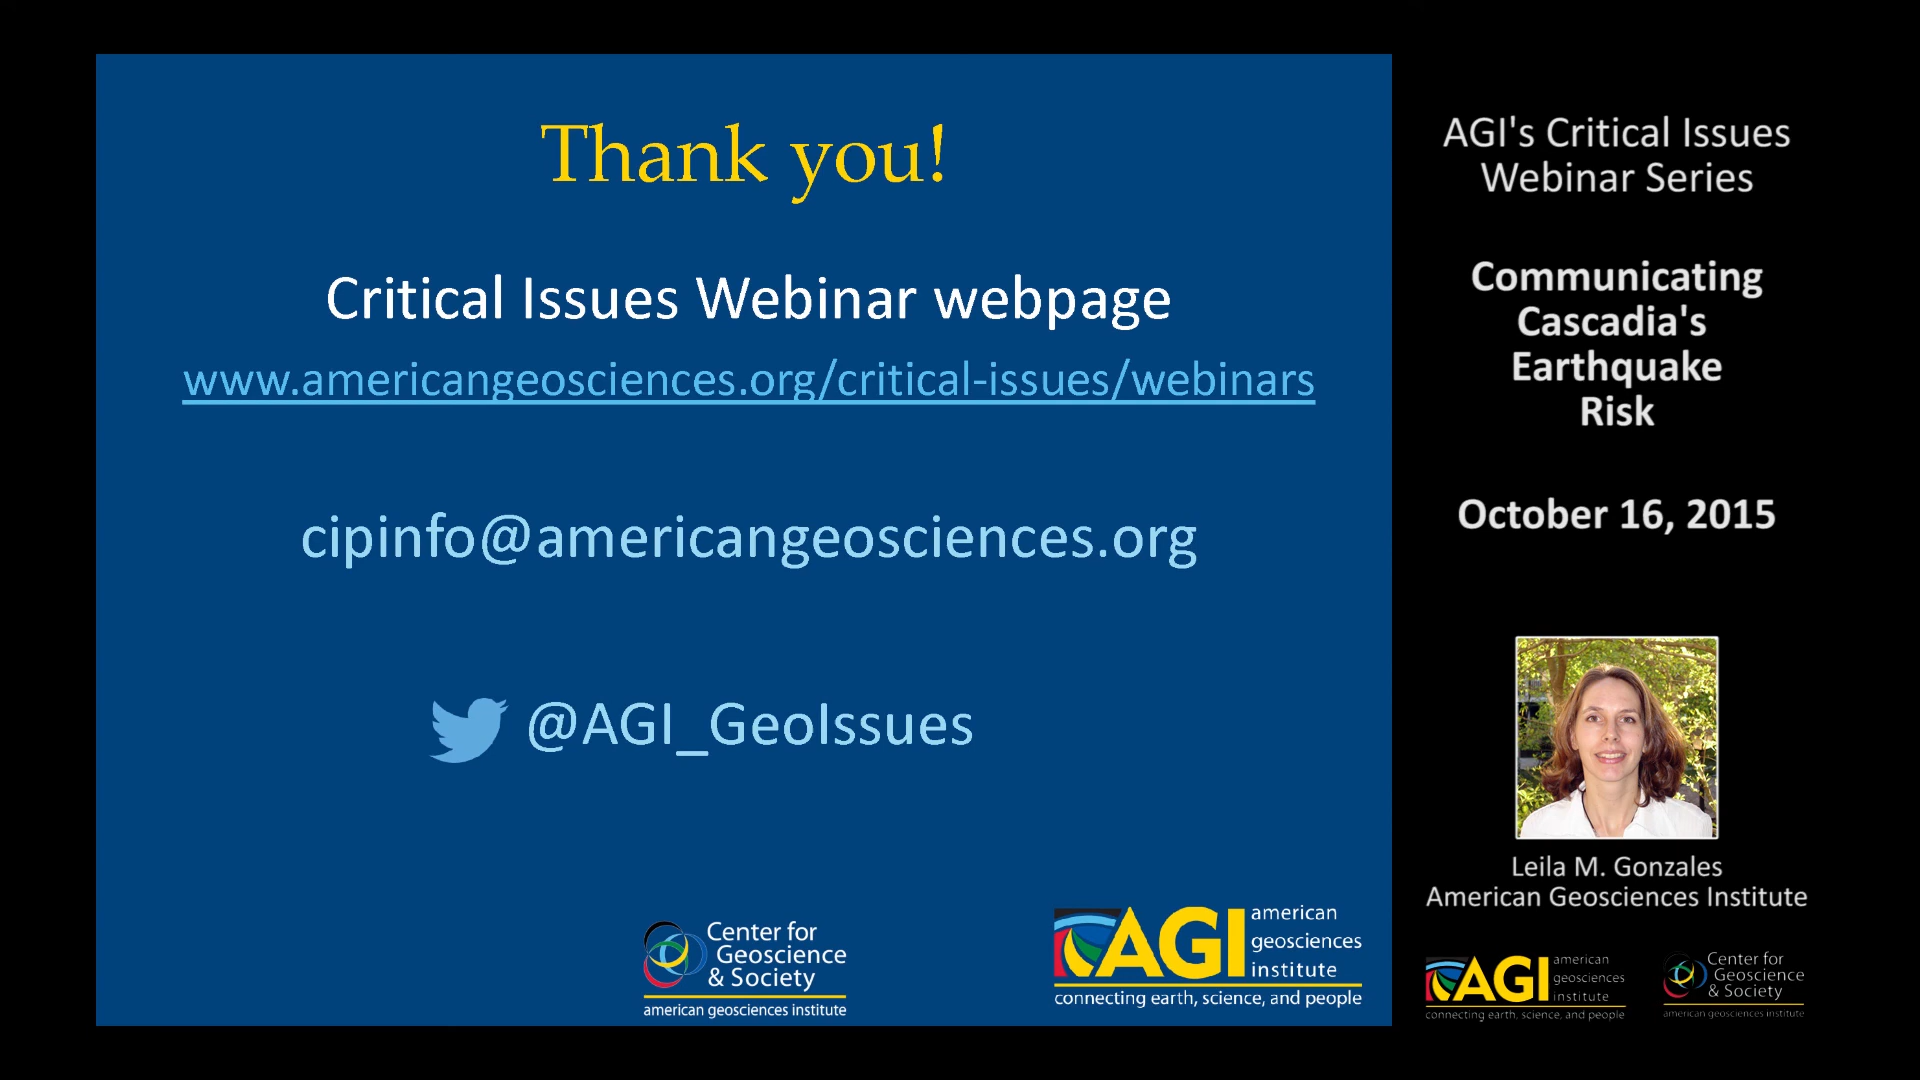 Thank you!
Critical Issues Webinar webpage
www.americangeosciences.org/critical-issues/webinars
cipinfo@americangeosciences.org
@AGI_GeoIssues
Center for
Geoscience
& Society
american geosciences institute
AGI
american
geosciences
institute
connecting earth, science, and people
AGI's Critical Issues
Webinar Series
Communicating
Cascadia's
Earthquake
Risk
October 16, 2015
Leila M. Gonzales
American Geosciences Institute
AGI
american
geosciences
institute
connecting earth, science, and people
Center for
Geoscience
& Society
american geosciences institute